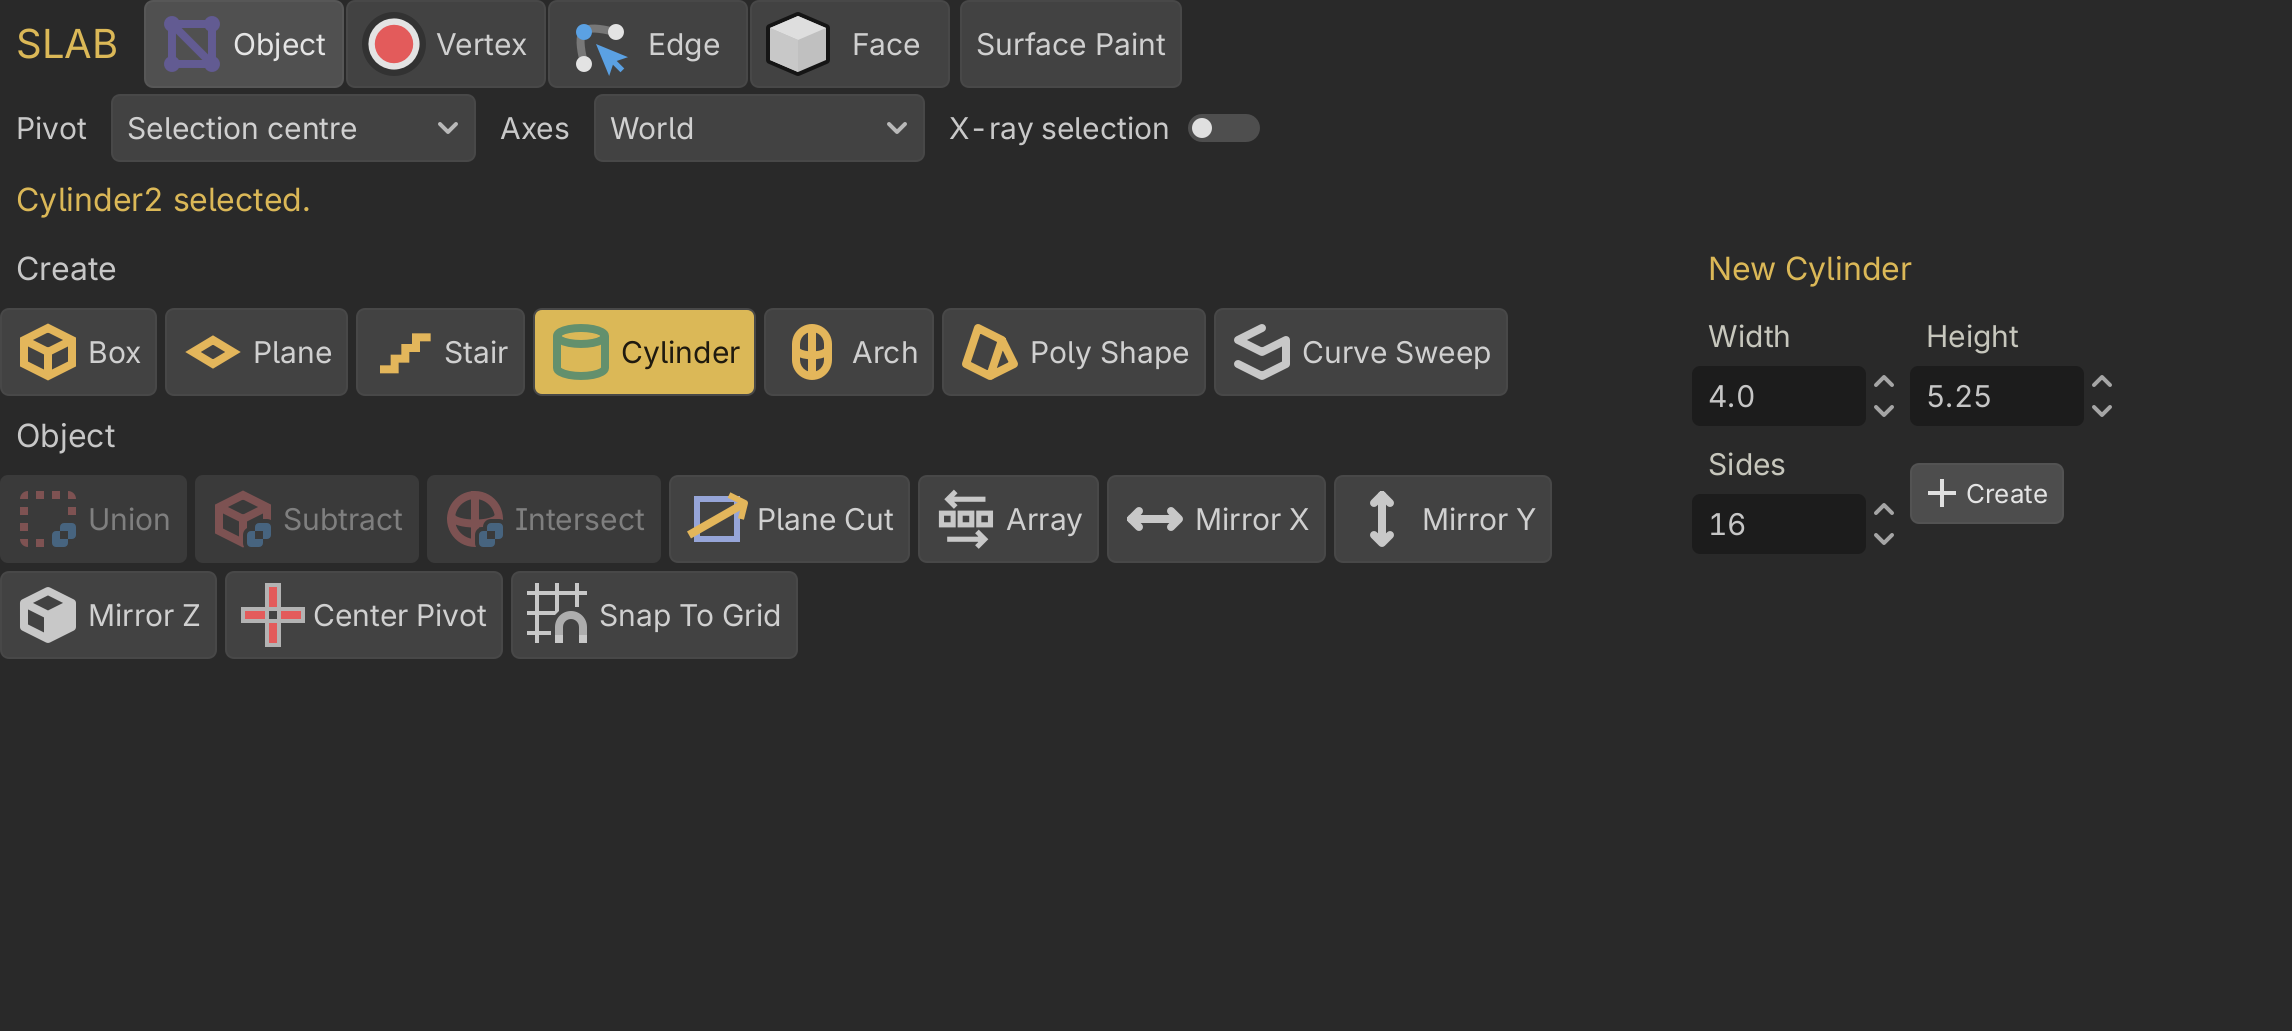 SLAB Object Vertex Edge Face Surface Paint
Pivot Selection centre Axes World X-ray selection
Cylinder2 selected.
Create
Box Plane Stair Cylinder Arch Poly Shape Curve Sweep
Object
Union Subtract Intersect Plane Cut Array Mirror X Mirror Y
Mirror Z Center Pivot Snap To Grid
New Cylinder
Width Height
4.0 5.25
Sides
16 Create